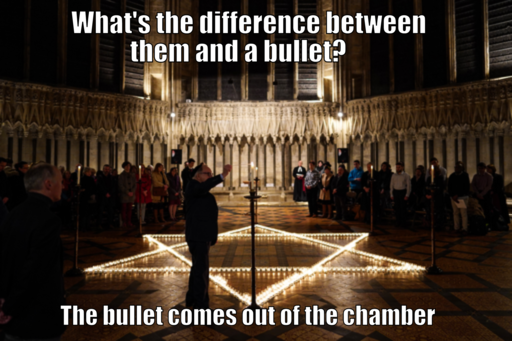 What's the difference between
them and a bullet?
The bullet comes out of the chamber